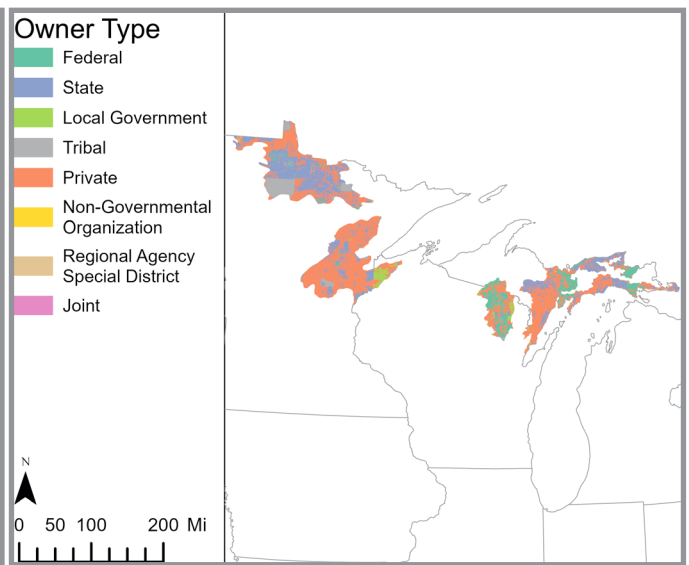 Owner Type
Federal
State
Local Government
Tribal
Private
Non-Governmental
Organization
Regional Agency
Special District
Joint
N
0 50 100 200 Mi